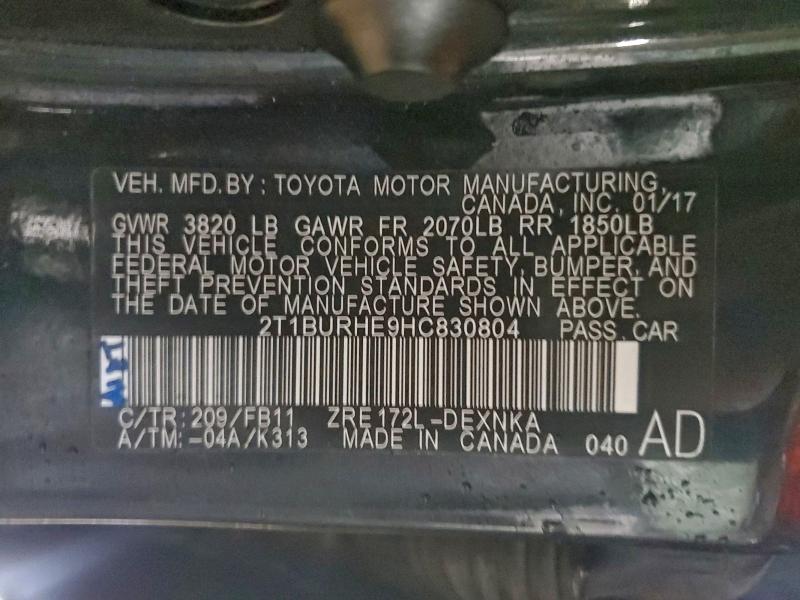 VEH. MFD. BY : TOYOTA MOTOR MANUFACTURING,
CANADA, INC. 01/17
GVWR 3820 LB GAWR FR 2070LB RR 1850LB
THIS VEHICLE CONFORMS TO ALL APPLICABLE
FEDERAL MOTOR VEHICLE SAFETY, BUMPER, AND
THEFT PREVENTION STANDARDS IN EFFECT ON
THE DATE OF MANUFACTURE SHOWN ABOVE.
2T1BURHE9HC830804 PASS. CAR
C/TR: 209/FB11 ZRE172L-DEXNKA
A/TM: -04A/K313 MADE IN CANADA 040 AD